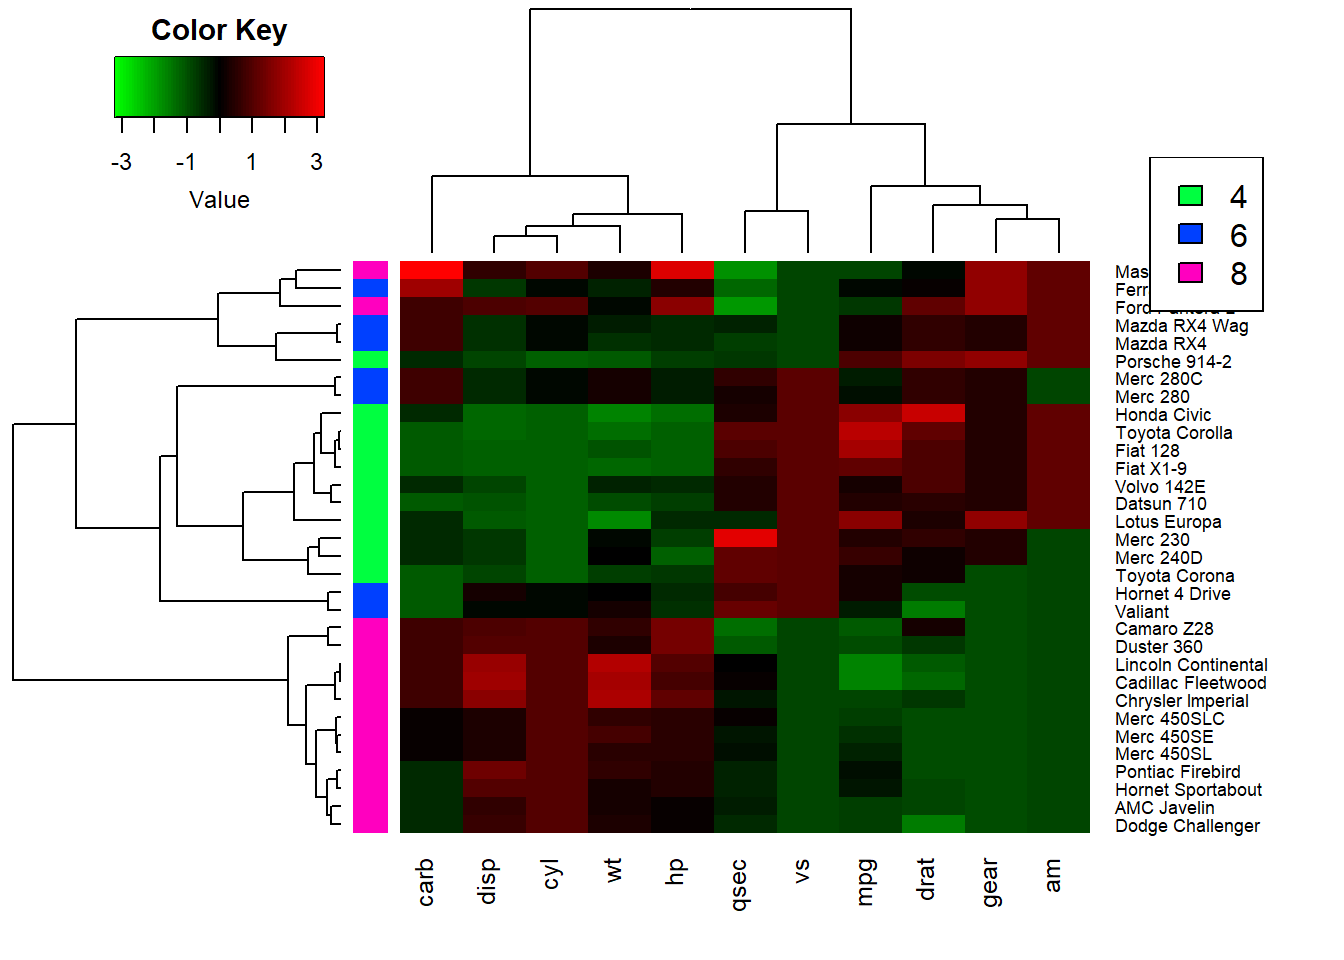 Color Key
-3 -1 1 3
Value
4
6
8
Mas
Ferr
Ford
Mazda RX4 Wag
Mazda RX4
Porsche 914-2
Merc 280C
Merc 280
Honda Civic
Toyota Corolla
Fiat 128
Fiat X1-9
Volvo 142E
Datsun 710
Lotus Europa
Merc 230
Merc 240D
Toyota Corona
Hornet 4 Drive
Valiant
Camaro Z28
Duster 360
Lincoln Continental
Cadillac Fleetwood
Chrysler Imperial
Merc 450SLC
Merc 450SE
Merc 450SL
Pontiac Firebird
Hornet Sportabout
AMC Javelin
Dodge Challenger
carb disp cyl wt hp qsec vs mpg drat gear am